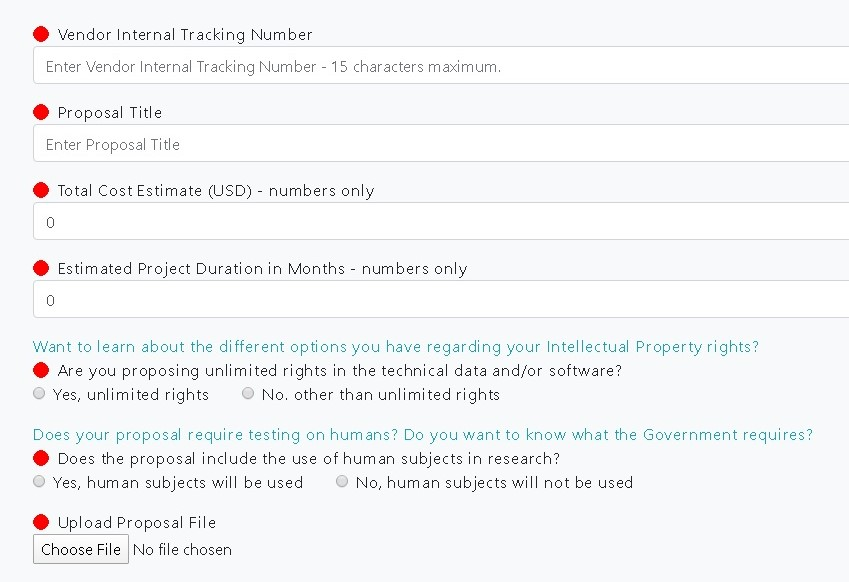 Vendor Internal Tracking Number
Enter Vendor Internal Tracking Number - 15 characters maximum.
Proposal Title
Enter Proposal Title
Total Cost Estimate (USD) - numbers only
0
Estimated Project Duration in Months - numbers only
0
Want to learn about the different options you have regarding your Intellectual Property rights?
Are you proposing unlimited rights in the technical data and/or software?
Yes, unlimited rights No. other than unlimited rights
Does your proposal require testing on humans? Do you want to know what the Government requires?
Does the proposal include the use of human subjects in research?
Yes, human subjects will be used No, human subjects will not be used
Upload Proposal File
Choose File No file chosen